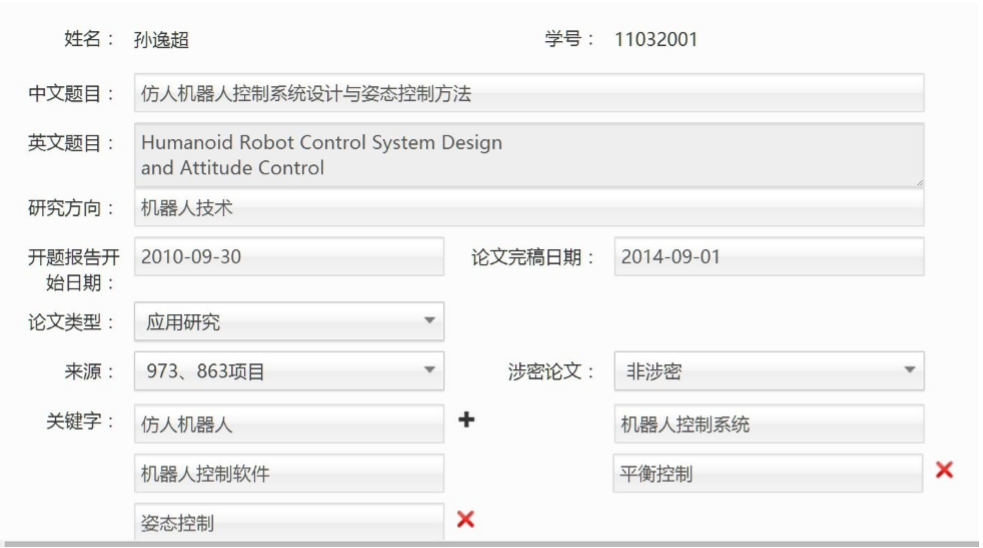 姓名： 孙逸超 学号： 11032001
中文题目： 仿人机器人控制系统设计与姿态控制方法
英文题目： Humanoid Robot Control System Design
and Attitude Control
研究方向： 机器人技术
开题报告开 2010-09-30 论文完稿日期： 2014-09-01
始日期：
论文类型： 应用研究
来源： 973、863项目 涉密论文： 非涉密
关键字： 仿人机器人 机器人控制系统
机器人控制软件 平衡控制
姿态控制